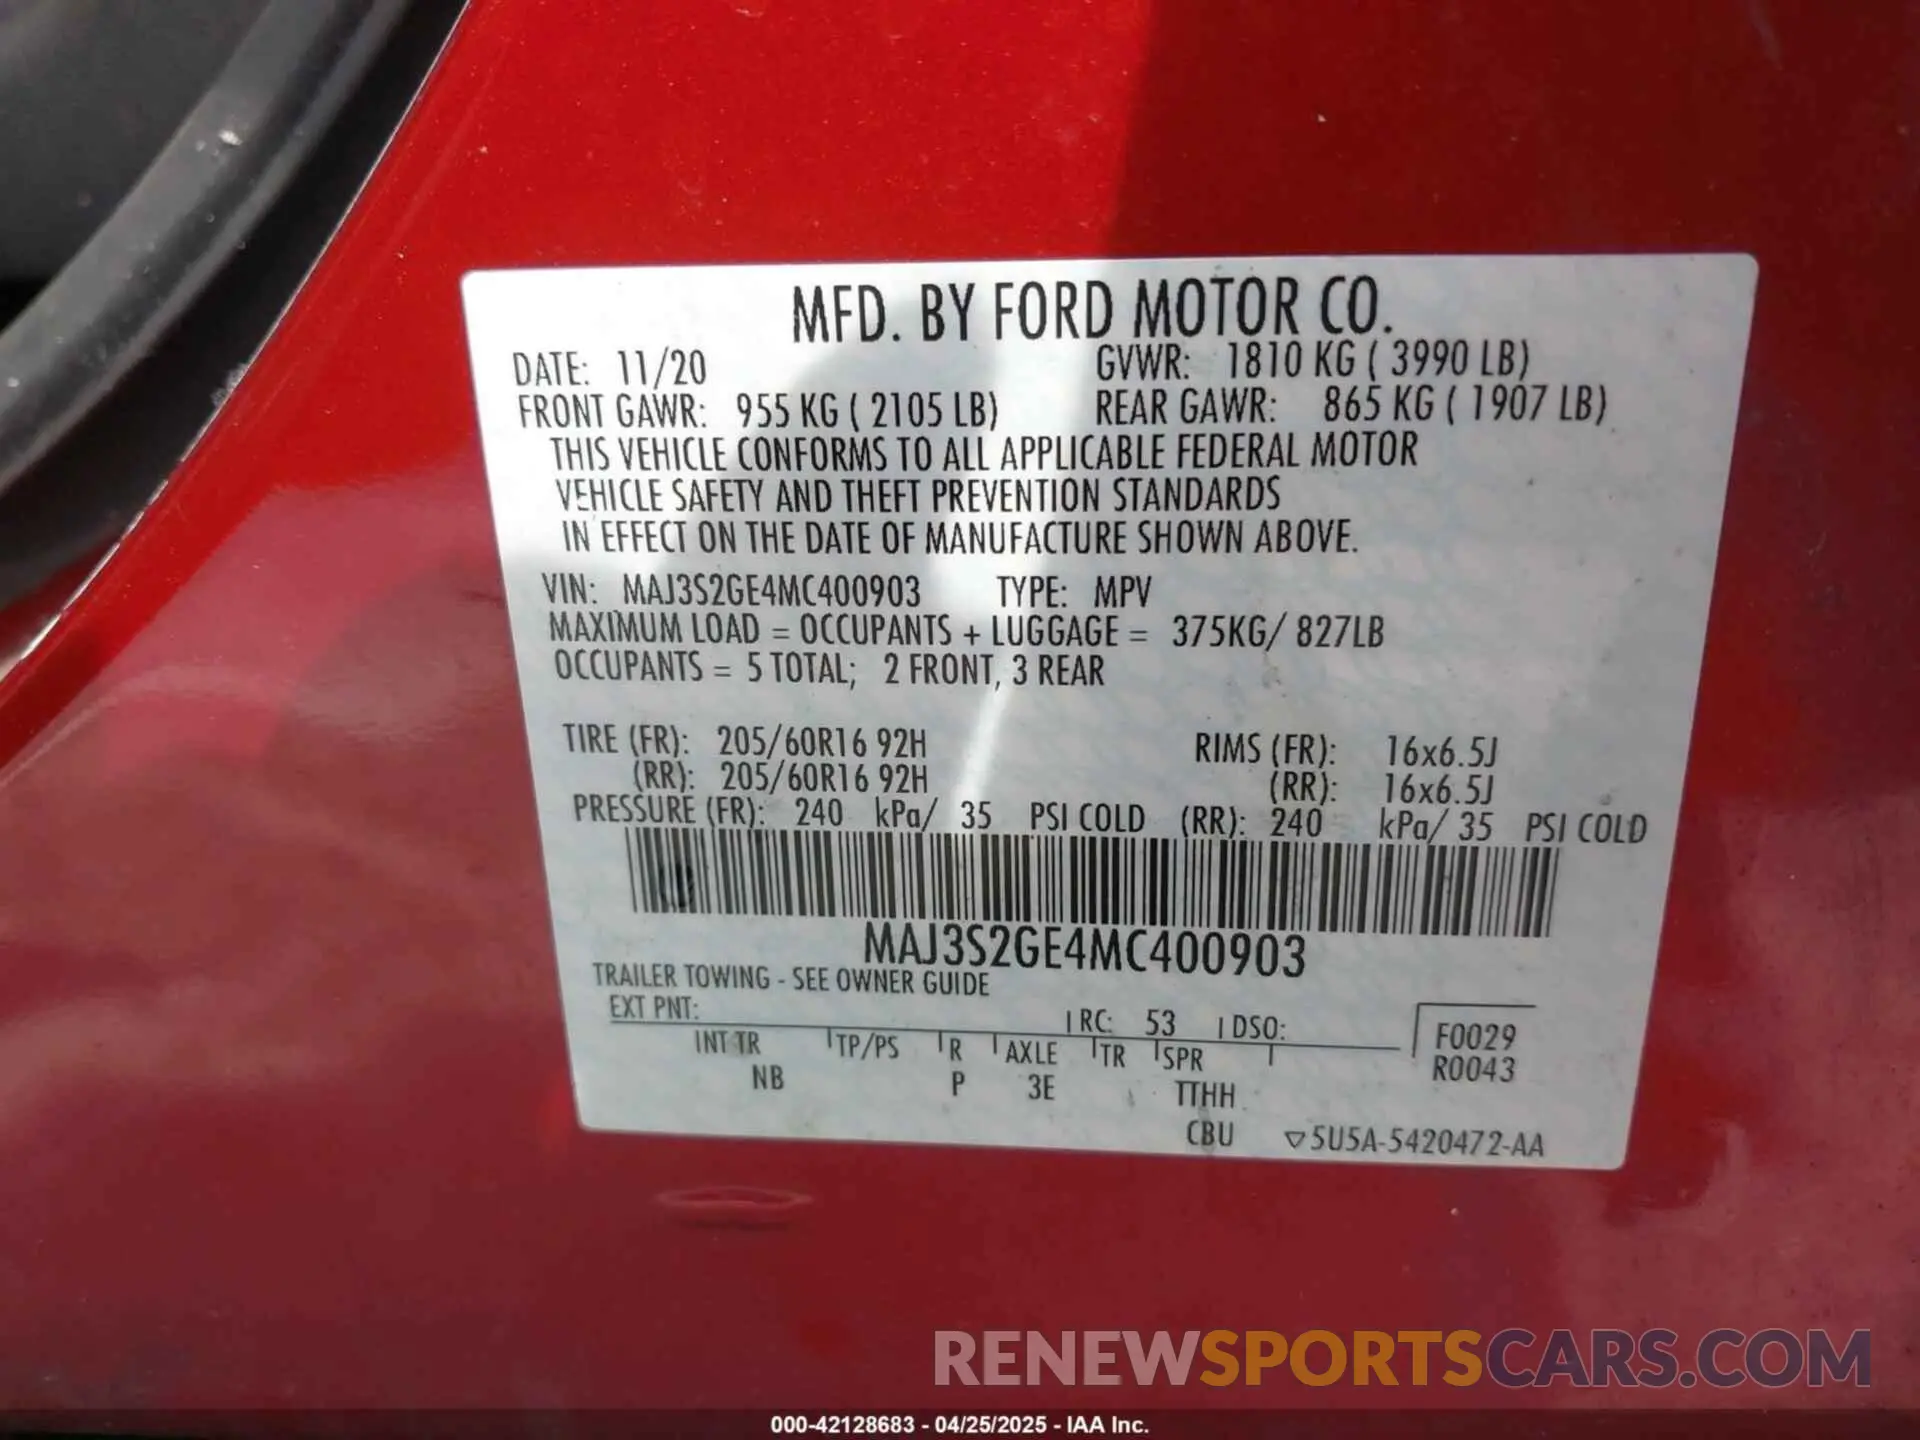 MFD. BY FORD MOTOR CO.
DATE: 11/20 GVWR: 1810 KG ( 3990 LB)
FRONT GAWR: 955 KG ( 2105 LB) REAR GAWR: 865 KG ( 1907 LB)
THIS VEHICLE CONFORMS TO ALL APPLICABLE FEDERAL MOTOR
VEHICLE SAFETY AND THEFT PREVENTION STANDARDS
IN EFFECT ON THE DATE OF MANUFACTURE SHOWN ABOVE.
VIN: MAJ3S2GE4MC400903 TYPE: MPV
MAXIMUM LOAD = OCCUPANTS + LUGGAGE = 375KG/ 827LB
OCCUPANTS = 5 TOTAL; 2 FRONT, 3 REAR
TIRE (FR): 205/60R16 92H RIMS (FR): 16x6.5J
(RR): 205/60R16 92H (RR): 16x6.5J
PRESSURE (FR): 240 kPa/ 35 PSI COLD (RR): 240 kPa/ 35 PSI COLD
MAJ3S2GE4MC400903
TRAILER TOWING - SEE OWNER GUIDE
EXT PNT: RC: 53 DSO: F0029
INT TR TP/PS R AXLE TR SPR R0043
NB P 3E TTHH
CBU ▽5U5A-5420472-AA
RENEWSPORTSCARS.COM
000-42128683 - 04/25/2025 - IAA Inc.